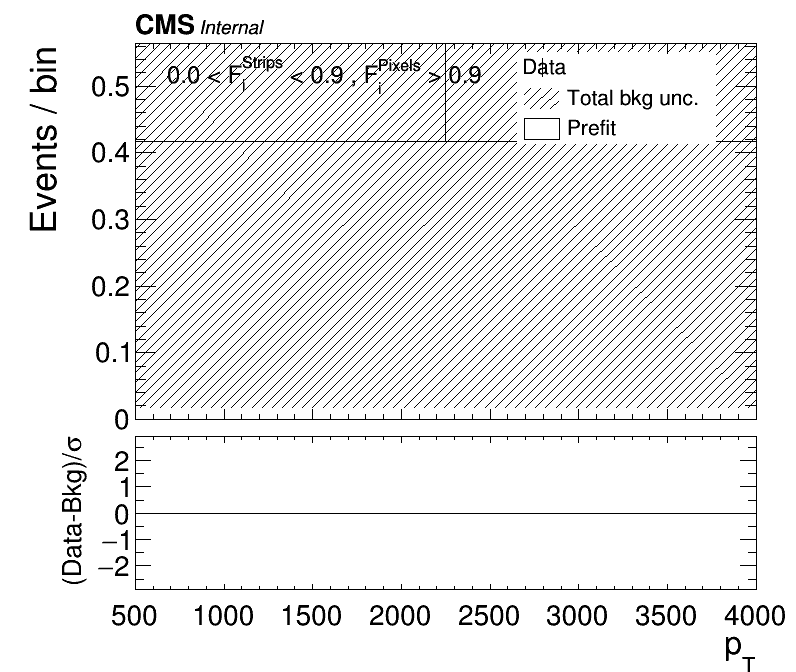 CMS Internal
Events / bin
0.0 < F_i^Strips < 0.9 , F_i^Pixels > 0.9
Data
Total bkg unc.
Prefit
0.5
0.4
0.3
0.2
0.1
0
(Data-Bkg)/σ
2
1
0
−1
−2
500 1000 1500 2000 2500 3000 3500 4000
p_T